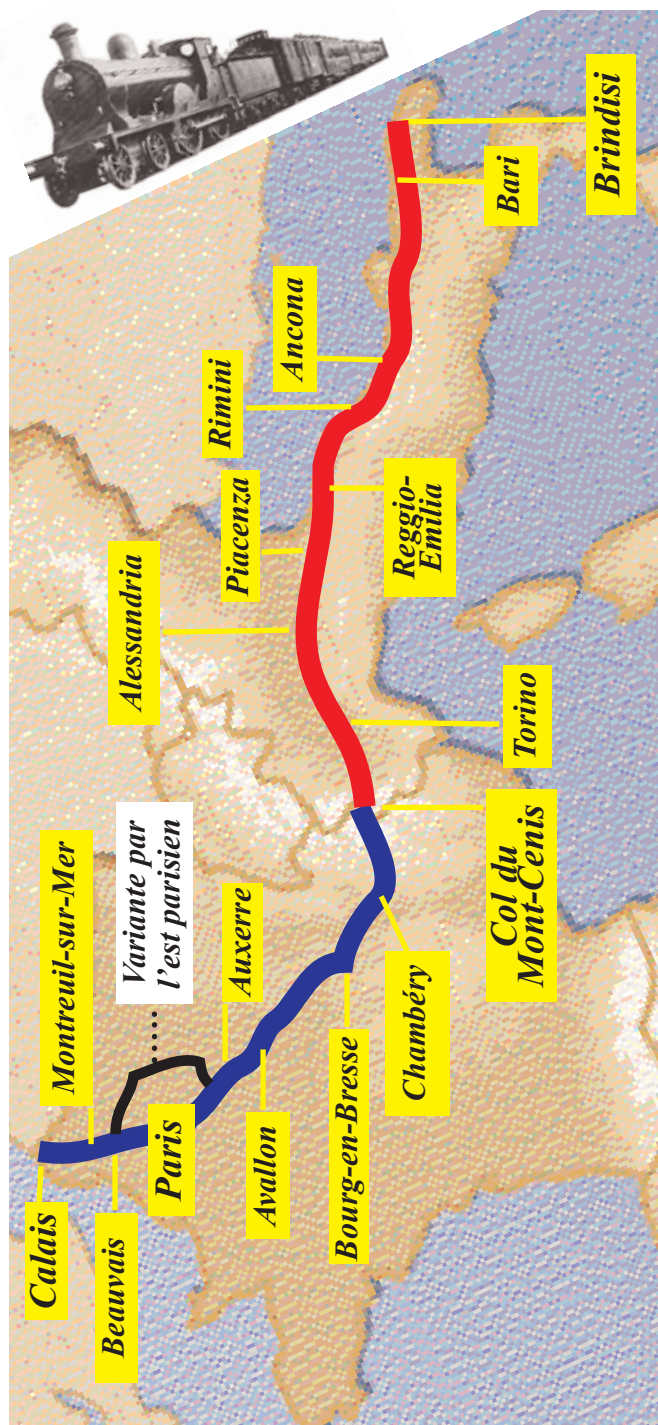 Calais
Montreuil-sur-Mer
Beauvais
Variante par
l'est parisien
Paris
Auxerre
Avallon
Bourg-en-Bresse
Chambéry
Col du
Mont-Cenis
Torino
Alessandria
Piacenza
Reggio-
Emilia
Rimini
Ancona
Bari
Brindisi